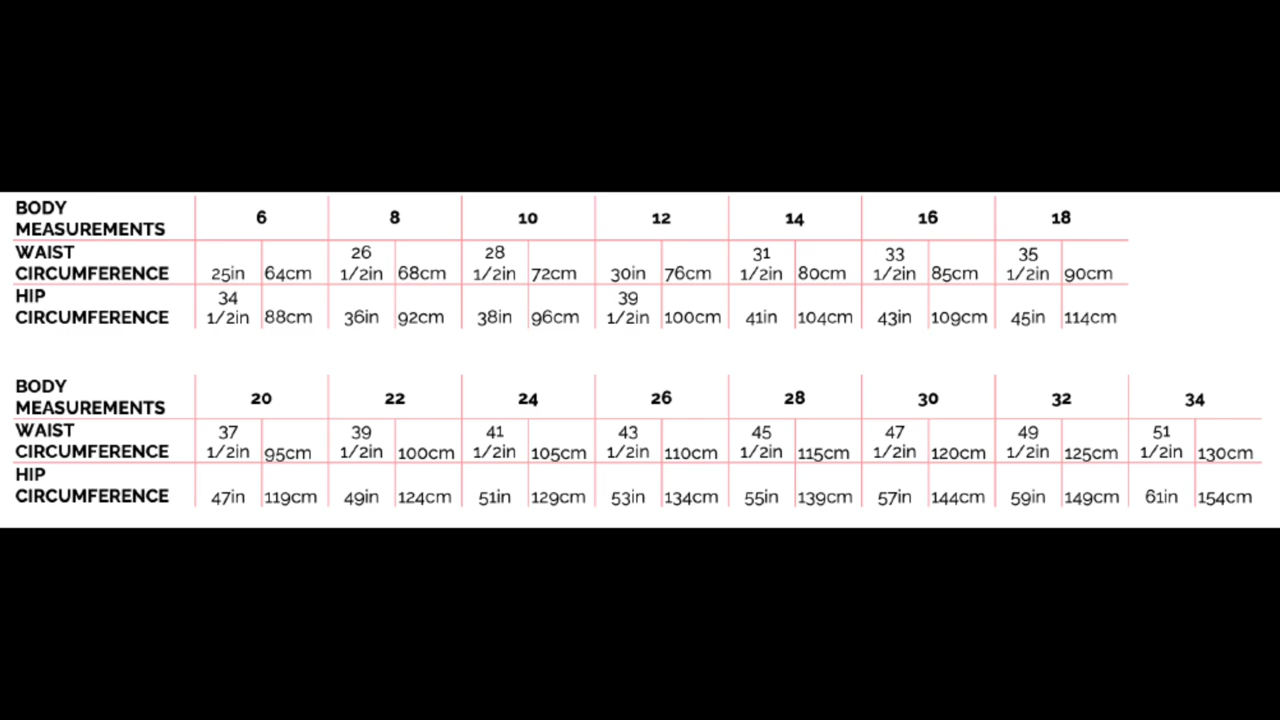 BODY MEASUREMENTS 6 8 10 12 14 16 18
WAIST CIRCUMFERENCE 25in 64cm 26 1/2in 68cm 28 1/2in 72cm 30in 76cm 31 1/2in 80cm 33 1/2in 85cm 35 1/2in 90cm
HIP CIRCUMFERENCE 34 1/2in 88cm 36in 92cm 38in 96cm 39 1/2in 100cm 41in 104cm 43in 109cm 45in 114cm
BODY MEASUREMENTS 20 22 24 26 28 30 32 34
WAIST CIRCUMFERENCE 37 1/2in 95cm 39 1/2in 100cm 41 1/2in 105cm 43 1/2in 110cm 45 1/2in 115cm 47 1/2in 120cm 49 1/2in 125cm 51 1/2in 130cm
HIP CIRCUMFERENCE 47in 119cm 49in 124cm 51in 129cm 53in 134cm 55in 139cm 57in 144cm 59in 149cm 61in 154cm